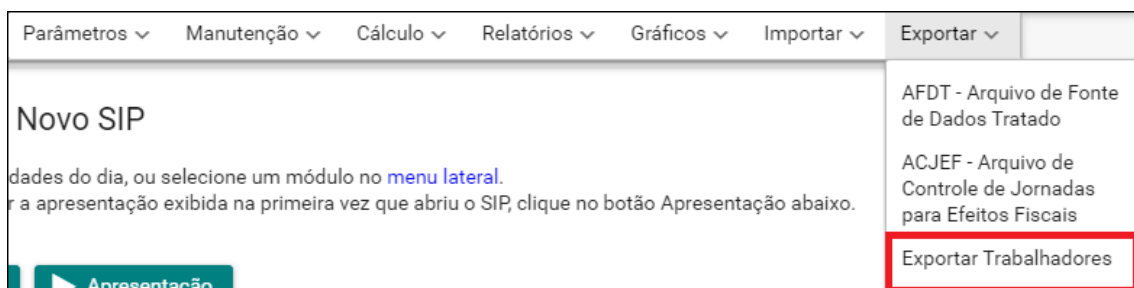 Parâmetros Manutenção Cálculo Relatórios Gráficos Importar Exportar
AFDT - Arquivo de Fonte
de Dados Tratado
Novo SIP
ACJEF - Arquivo de
Controle de Jornadas
para Efeitos Fiscais
dades do dia, ou selecione um módulo no menu lateral.
r a apresentação exibida na primeira vez que abriu o SIP, clique no botão Apresentação abaixo.
Exportar Trabalhadores
Apresentação